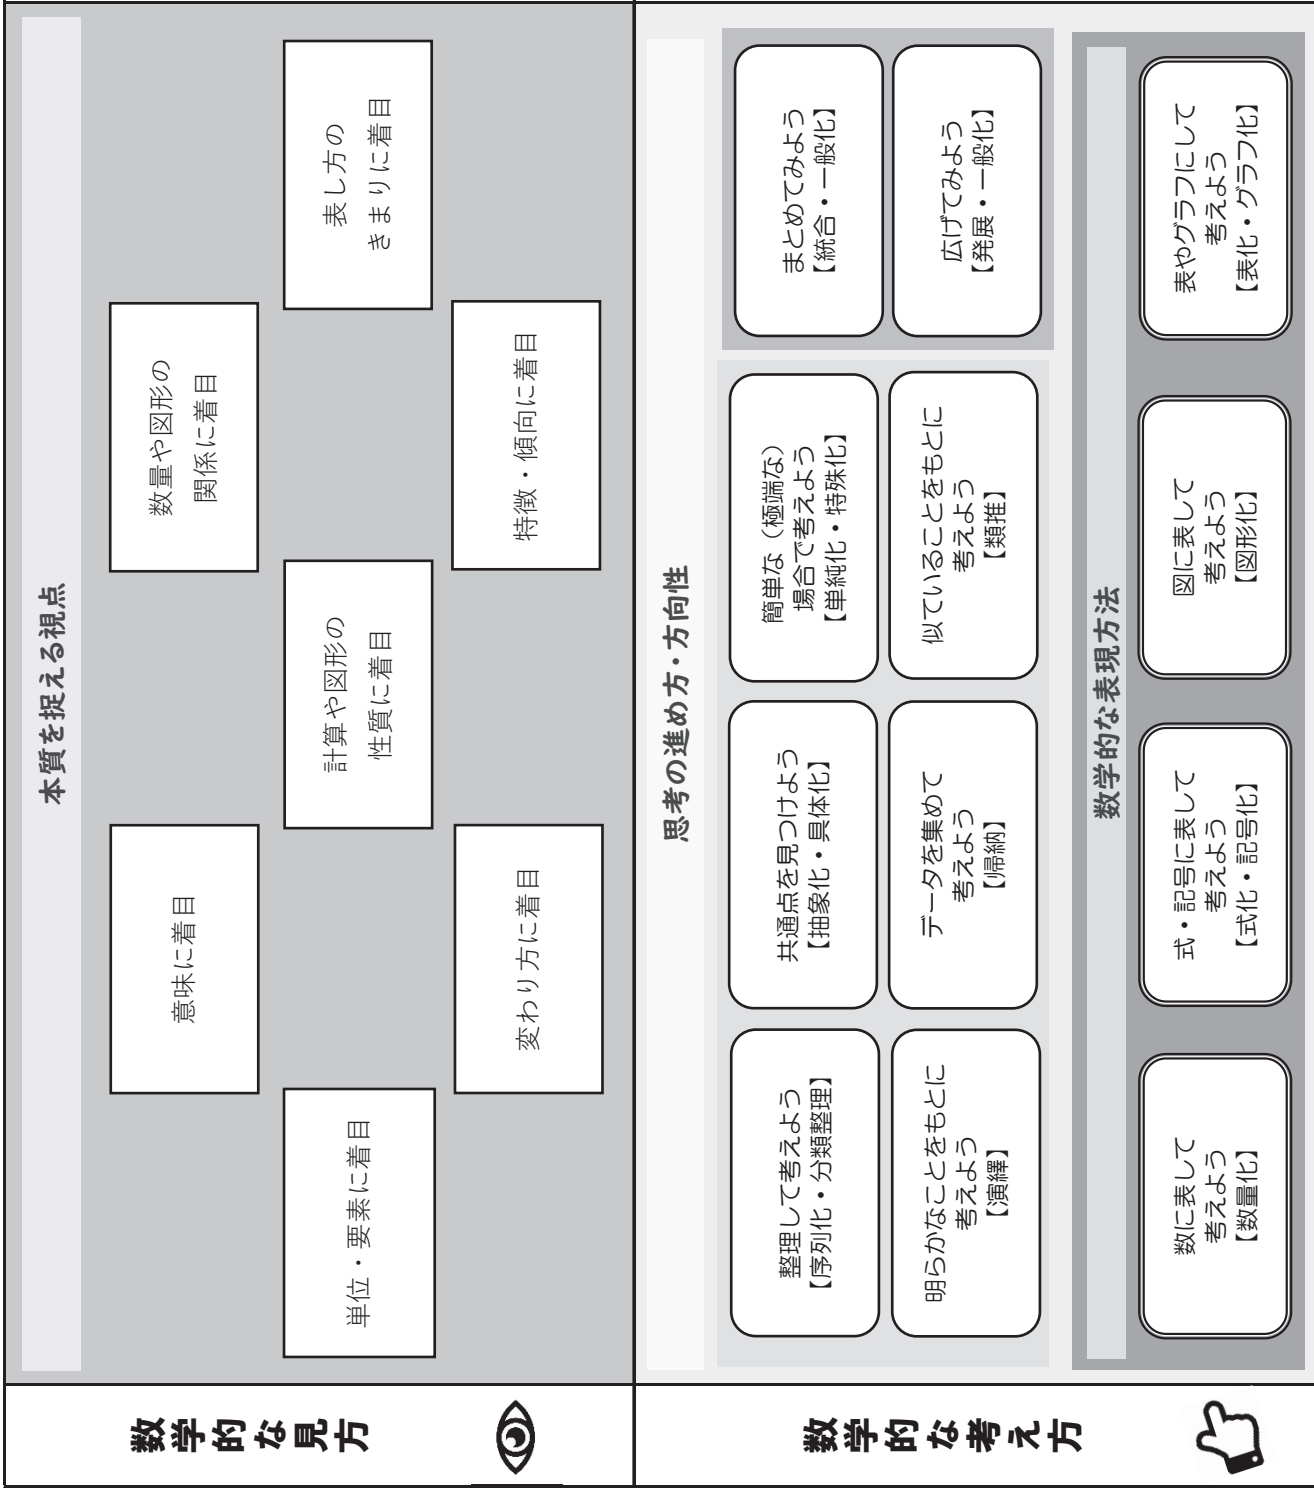 数学的な見方
本質を捉える視点
単位・要素に着目
意味に着目
変わり方に着目
計算や図形の
性質に着目
数量や図形の
関係に着目
特徴・傾向に着目
表し方の
きまりに着目
数学的な考え方
思考の進め方・方向性
整理して考えよう
【序列化・分類整理】
共通点を見つけよう
【抽象化・具体化】
簡単な（極端な）
場合で考えよう
【単純化・特殊化】
まとめてみよう
【統合・一般化】
明らかなことをもとに
考えよう
【演繹】
データを集めて
考えよう
【帰納】
似ていることをもとに
考えよう
【類推】
広げてみよう
【発展・一般化】
数学的な表現方法
数に表して
考えよう
【数量化】
式・記号に表して
考えよう
【式化・記号化】
図に表して
考えよう
【図形化】
表やグラフにして
考えよう
【表化・グラフ化】